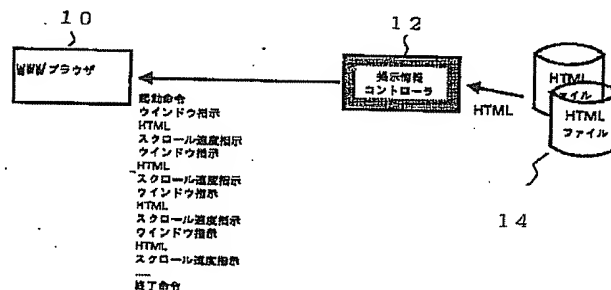 10
12
WWW ブラウザ
掲示情報
コントローラ
HTML
ファイル
HTML
ファイル
HTML
起動命令
ウインドウ指示
HTML
スクロール速度指示
ウインドウ指示
HTML
スクロール速度指示
ウインドウ指示
HTML
スクロール速度指示
ウインドウ指示
HTML
スクロール速度指示
......
終了命令
14